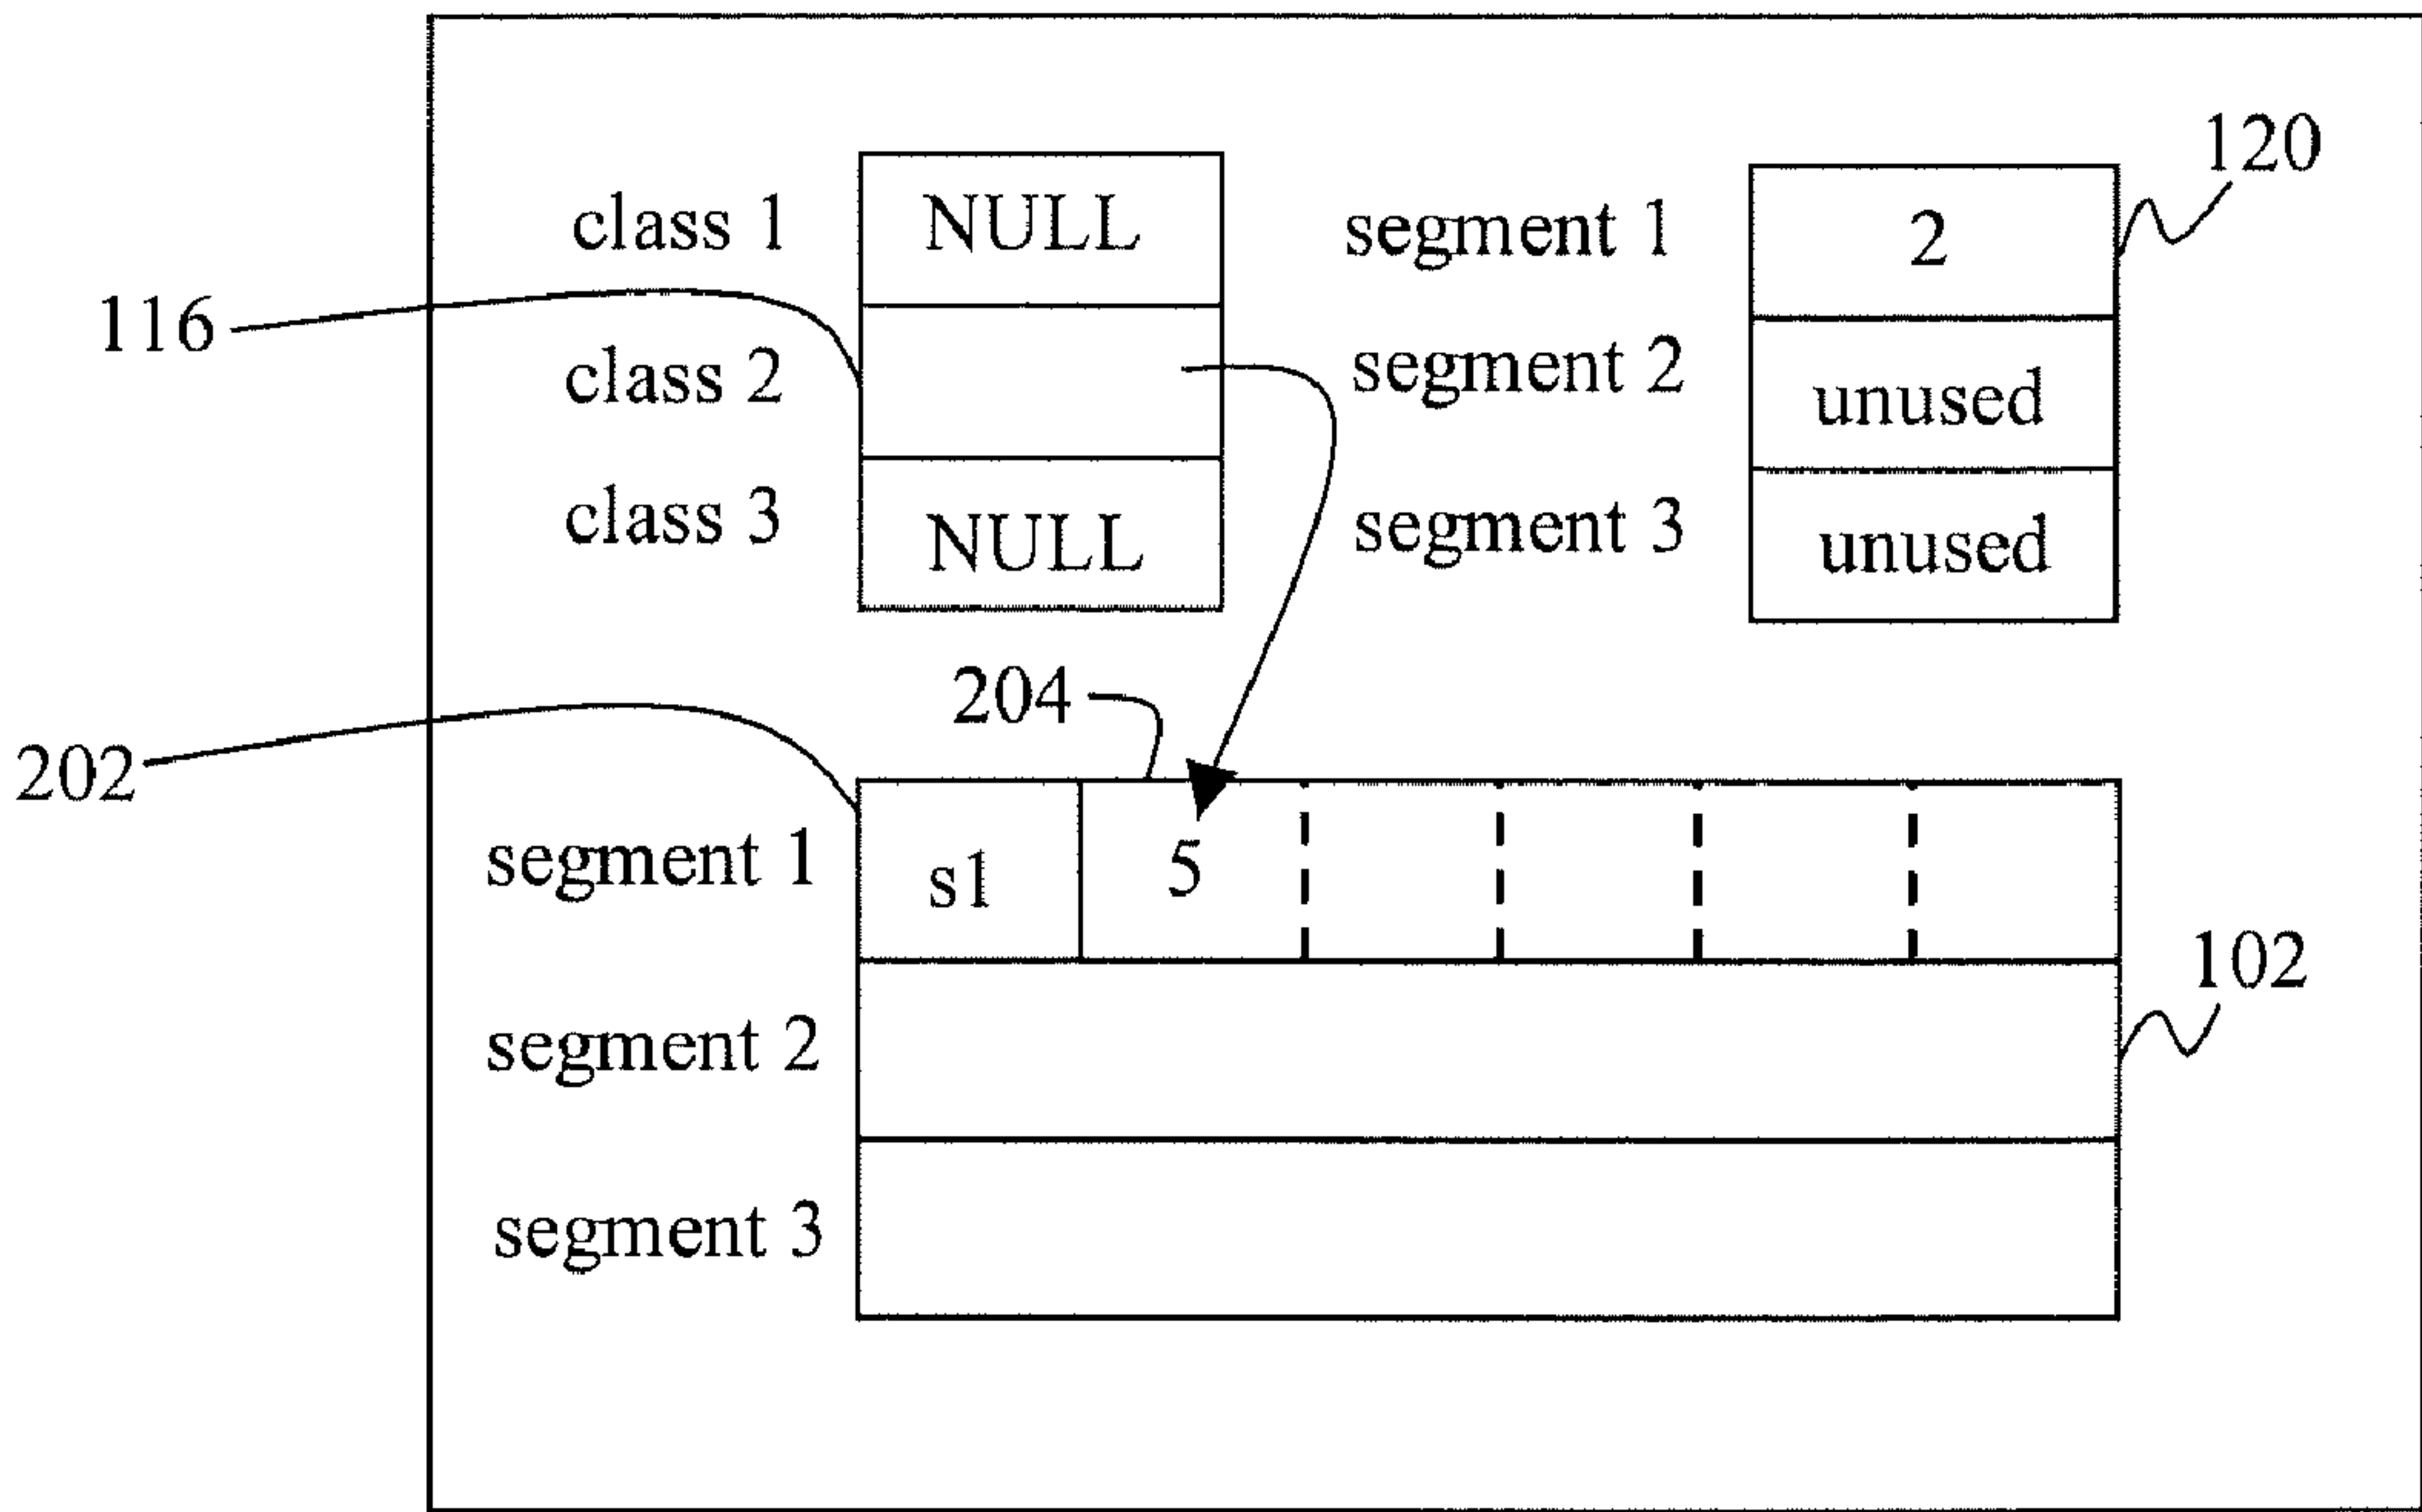 120
class 1 NULL segment 1 2
116
class 2 segment 2 unused
class 3 NULL segment 3 unused
204
202
segment 1 s1 5
102
segment 2
segment 3